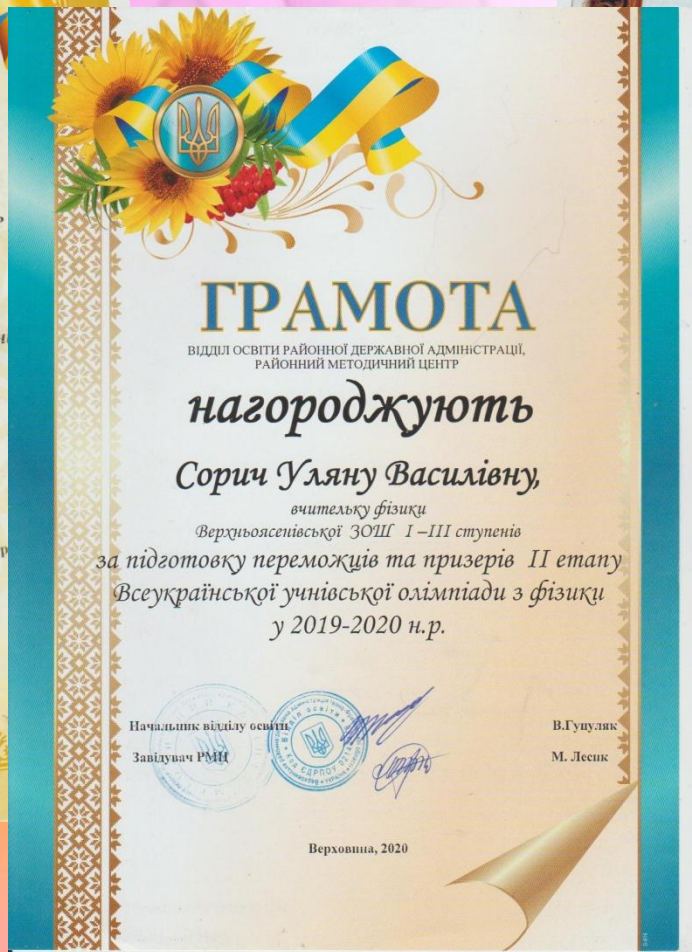 ГРАМОТА
ВІДДІЛ ОСВІТИ РАЙОННОЇ ДЕРЖАВНОЇ АДМІНІСТРАЦІЇ,
РАЙОННИЙ МЕТОДИЧНИЙ ЦЕНТР
нагороджують
Сорич Уляну Василівну,
вчительку фізики
Верхньоясенівської ЗОШ І –ІІІ ступенів
за підготовку переможців та призерів ІІ етапу
Всеукраїнської учнівської олімпіади з фізики
у 2019-2020 н.р.
Начальник відділу освіти В.Гуцуляк
Завідувач РМЦ М. Лесик
Верховина, 2020